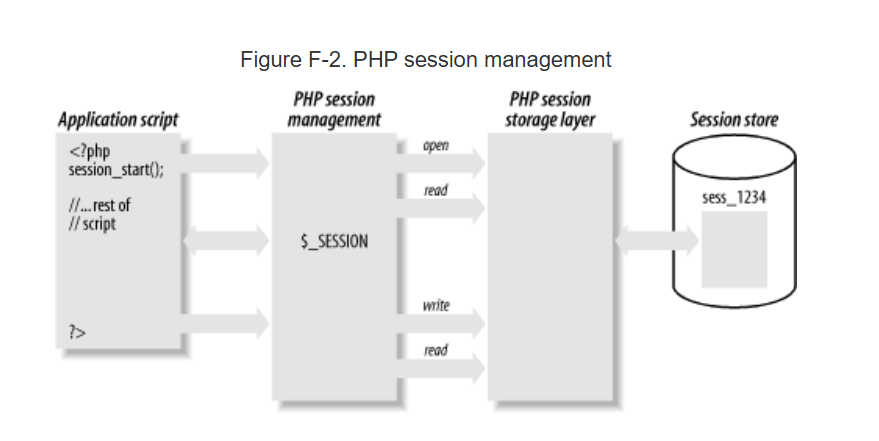 Figure F-2. PHP session management
Application script
<?php
session_start();
//...rest of
// script
?>
PHP session
management
$_SESSION
open
read
write
read
PHP session
storage layer
Session store
sess_1234